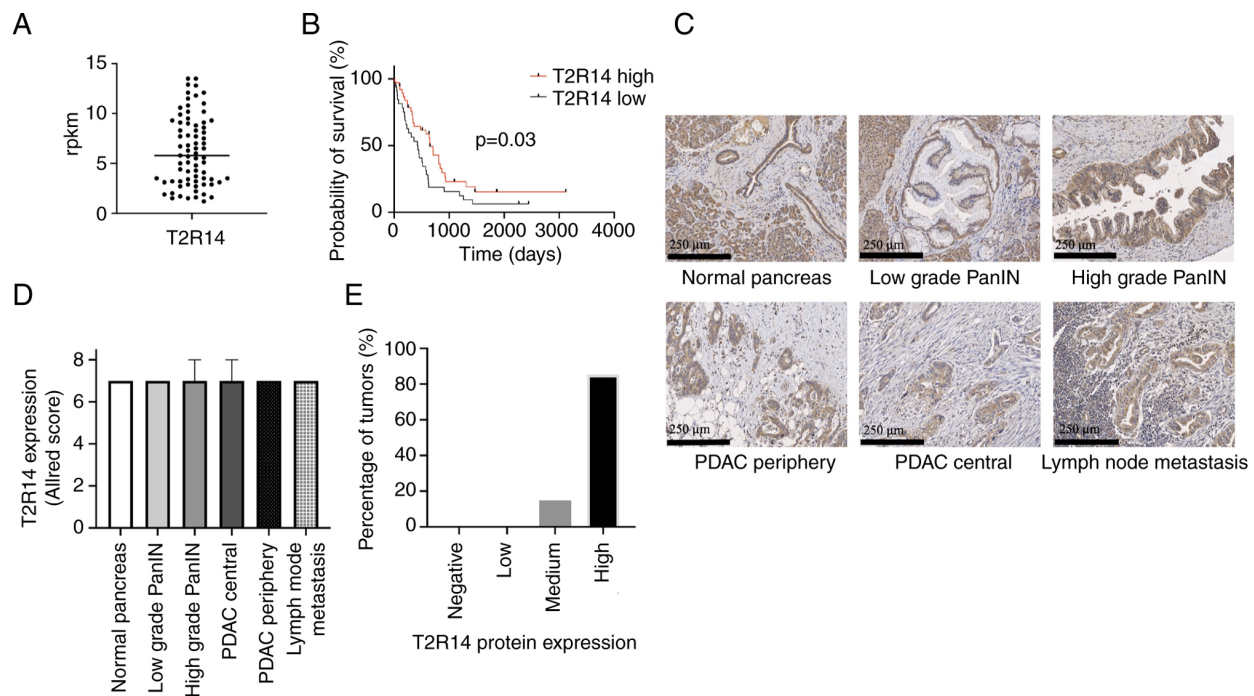 A
rpkm
15
10
5
0
T2R14
B
Probability of survival (%)
100
50
0
T2R14 high
T2R14 low
p=0.03
0
1000
2000
3000
4000
Time (days)
C
250 µm
250 µm
250 µm
Normal pancreas
Low grade PanIN
High grade PanIN
250 µm
250 µm
250 µm
PDAC periphery
PDAC central
Lymph node metastasis
D
T2R14 expression
(Allred score)
8
6
4
2
0
Normal pancreas
Low grade PanIN
High grade PanIN
PDAC central
PDAC periphery
Lymph mode
metastasis
E
Percentage of tumors (%)
100
80
60
40
20
0
Negative
Low
Medium
High
T2R14 protein expression